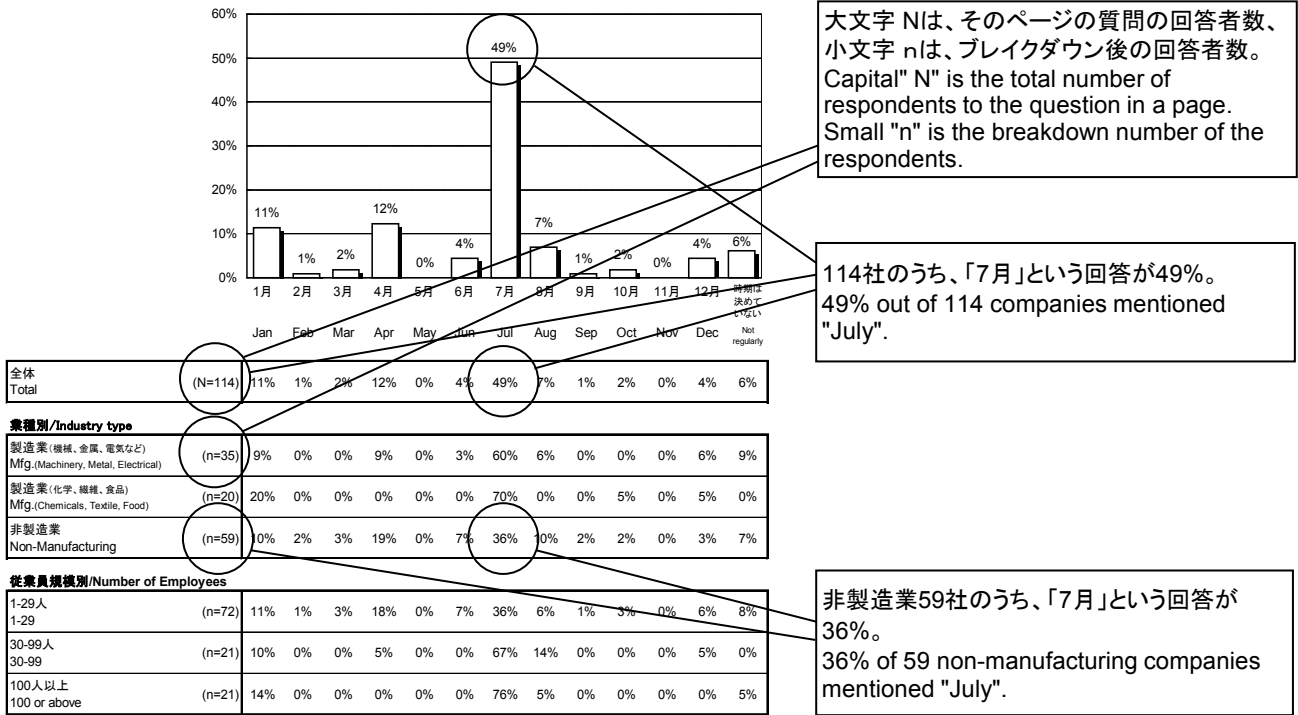 60%
50%
40%
30%
20%
10%
0%
11%
1%
2%
12%
0%
4%
49%
7%
1%
2%
0%
4%
6%
1月 2月 3月 4月 5月 6月 7月 8月 9月 10月 11月 12月 時期は
決めて
いない
Jan Feb Mar Apr May Jun Jul Aug Sep Oct Nov Dec Not
regularly
全体
Total (N=114) 11% 1% 2% 12% 0% 4% 49% 7% 1% 2% 0% 4% 6%
業種別/Industry type
製造業(機械、金属、電気など)
Mfg.(Machinery, Metal, Electrical) (n=35) 9% 0% 0% 9% 0% 3% 60% 6% 0% 0% 0% 6% 9%
製造業(化学、繊維、食品)
Mfg.(Chemicals, Textile, Food) (n=20) 20% 0% 0% 0% 0% 0% 70% 0% 0% 5% 0% 5% 0%
非製造業
Non-Manufacturing (n=59) 10% 2% 3% 19% 0% 7% 36% 10% 2% 2% 0% 3% 7%
従業員規模別/Number of Employees
1-29人
1-29 (n=72) 11% 1% 3% 18% 0% 7% 36% 6% 1% 3% 0% 6% 8%
30-99人
30-99 (n=21) 10% 0% 0% 5% 0% 0% 67% 14% 0% 0% 0% 5% 0%
100人以上
100 or above (n=21) 14% 0% 0% 0% 0% 0% 76% 5% 0% 0% 0% 0% 5%
大文字 Nは、そのページの質問の回答者数、
小文字 nは、ブレイクダウン後の回答者数。
Capital" N" is the total number of
respondents to the question in a page.
Small "n" is the breakdown number of the
respondents.
114社のうち、「7月」という回答が49%。
49% out of 114 companies mentioned
"July".
非製造業59社のうち、「7月」という回答が
36%。
36% of 59 non-manufacturing companies
mentioned "July".